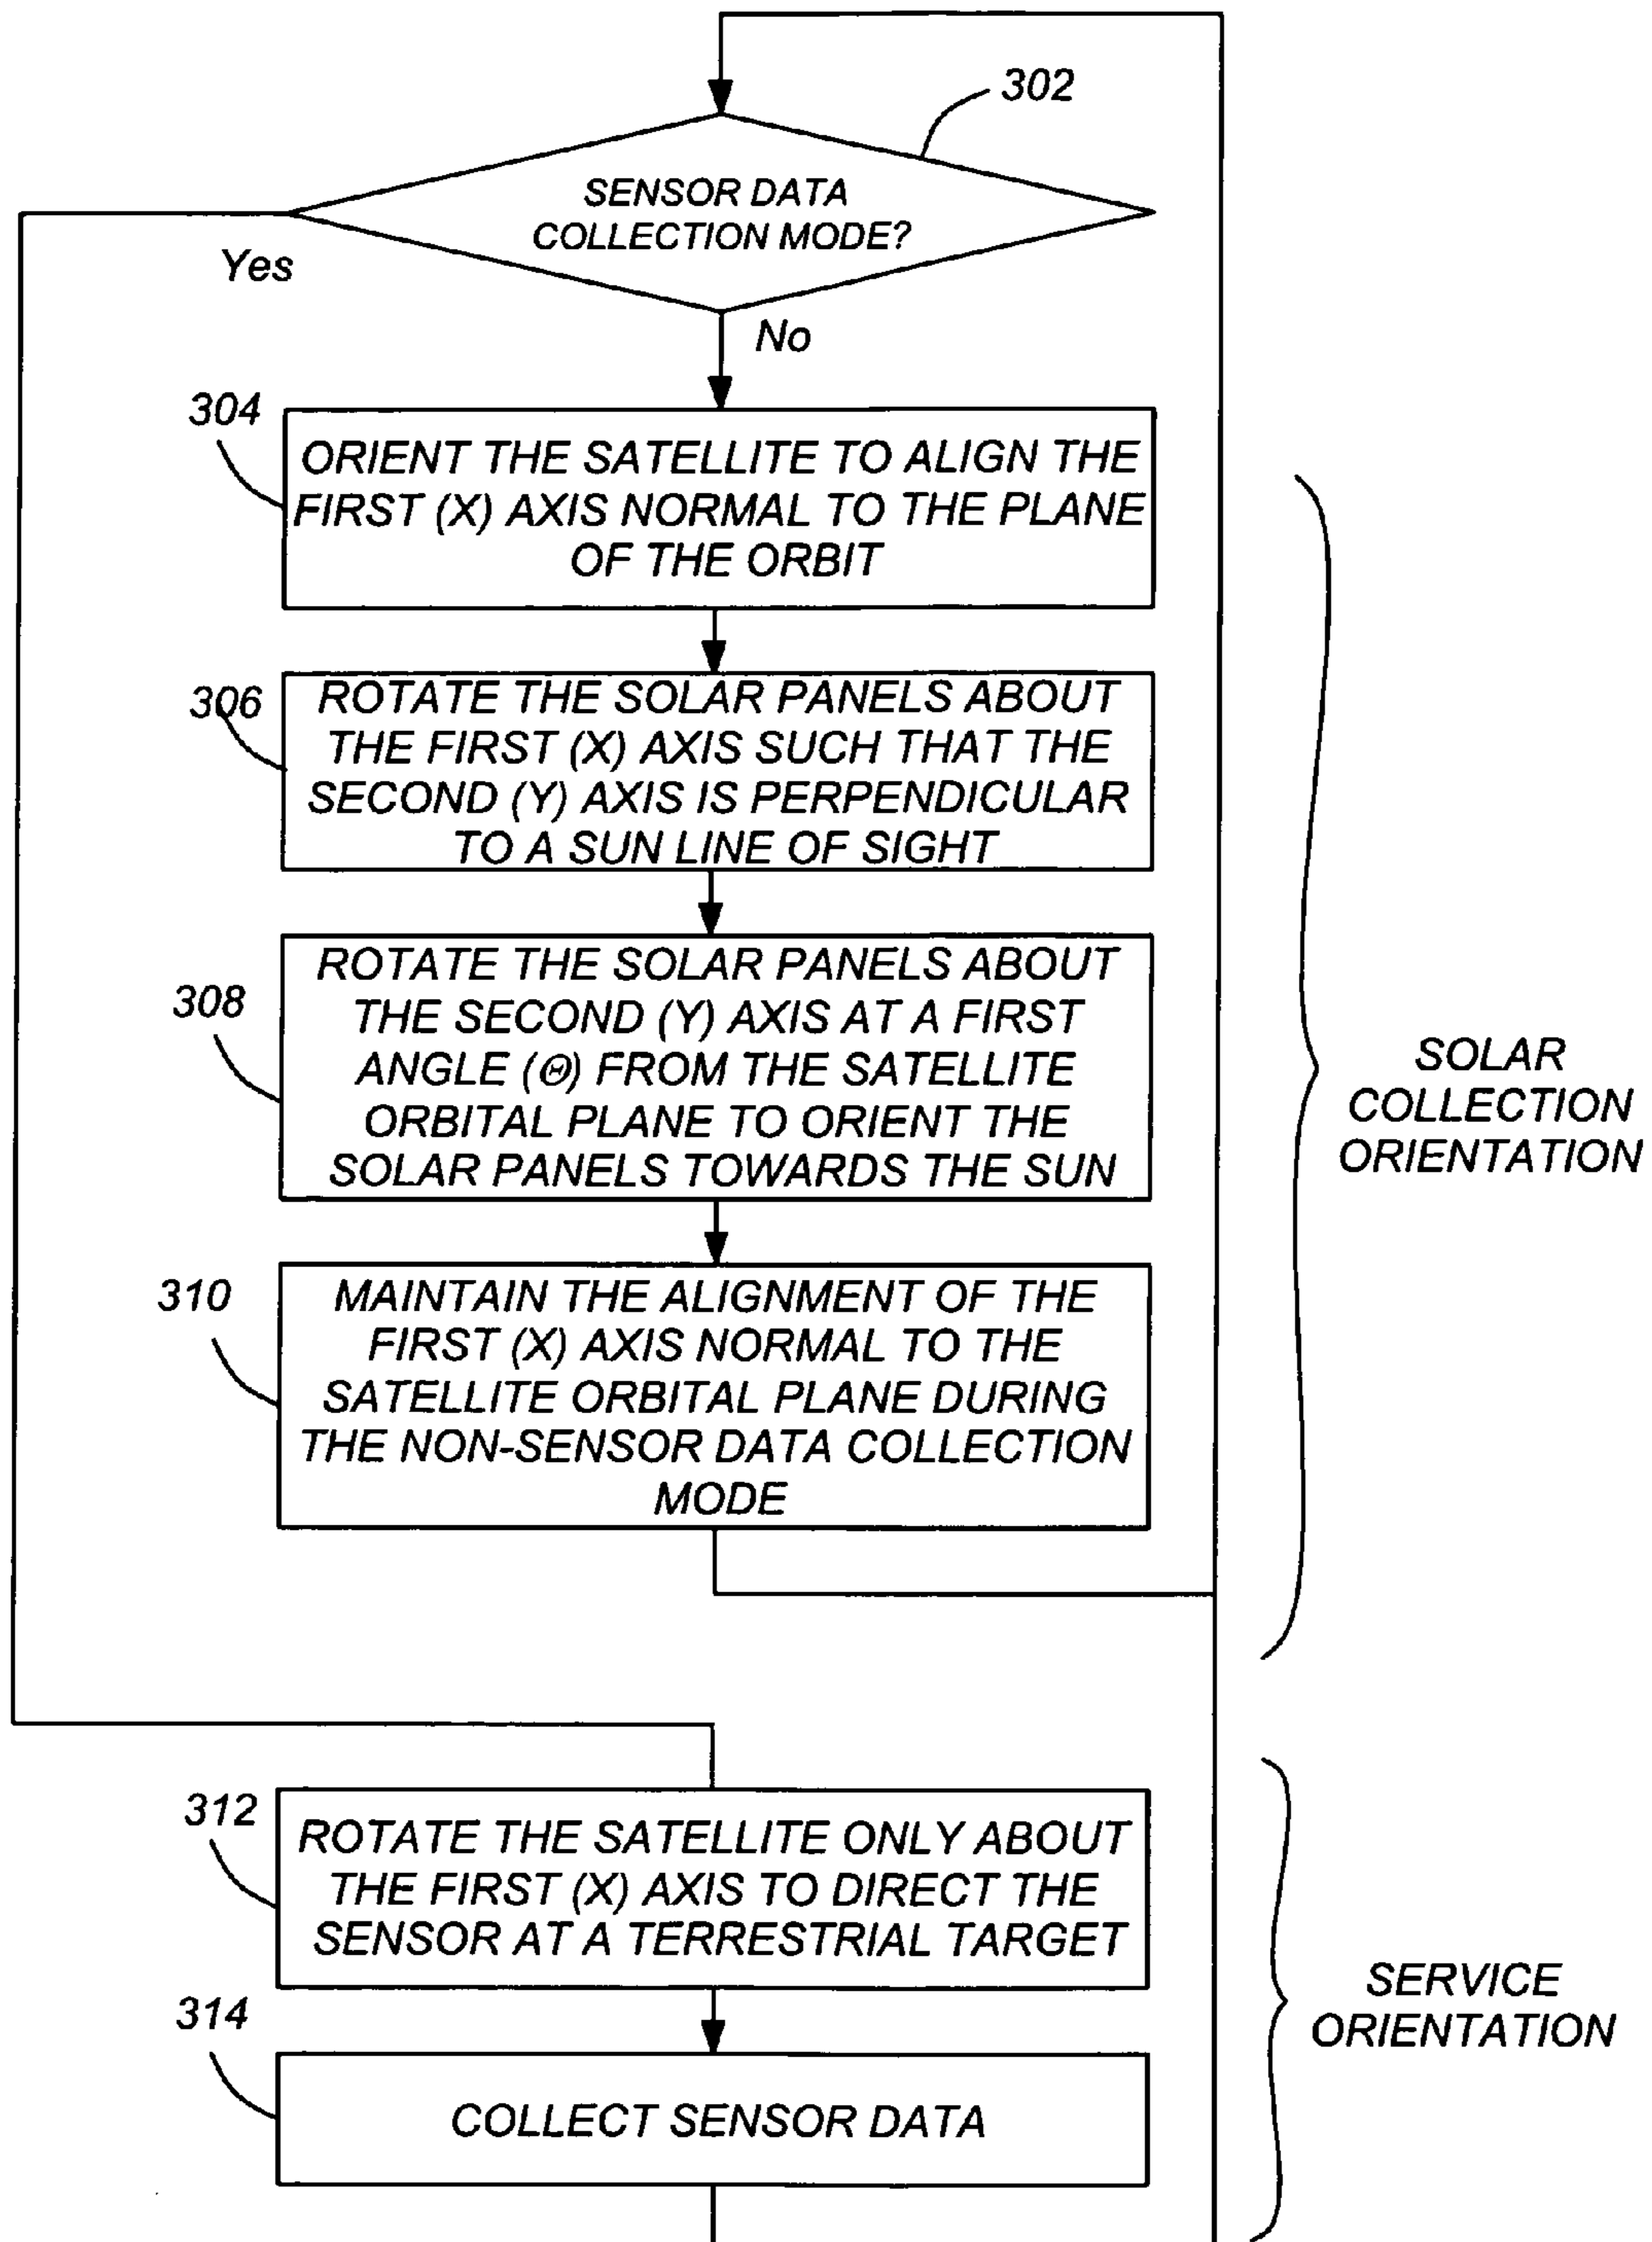 302
SENSOR DATA
COLLECTION MODE?
Yes
No
304
ORIENT THE SATELLITE TO ALIGN THE
FIRST (X) AXIS NORMAL TO THE PLANE
OF THE ORBIT
306
ROTATE THE SOLAR PANELS ABOUT
THE FIRST (X) AXIS SUCH THAT THE
SECOND (Y) AXIS IS PERPENDICULAR
TO A SUN LINE OF SIGHT
308
ROTATE THE SOLAR PANELS ABOUT
THE SECOND (Y) AXIS AT A FIRST
ANGLE (Θ) FROM THE SATELLITE
ORBITAL PLANE TO ORIENT THE
SOLAR PANELS TOWARDS THE SUN
SOLAR
COLLECTION
ORIENTATION
310
MAINTAIN THE ALIGNMENT OF THE
FIRST (X) AXIS NORMAL TO THE
SATELLITE ORBITAL PLANE DURING
THE NON-SENSOR DATA COLLECTION
MODE
312
ROTATE THE SATELLITE ONLY ABOUT
THE FIRST (X) AXIS TO DIRECT THE
SENSOR AT A TERRESTRIAL TARGET
314
COLLECT SENSOR DATA
SERVICE
ORIENTATION